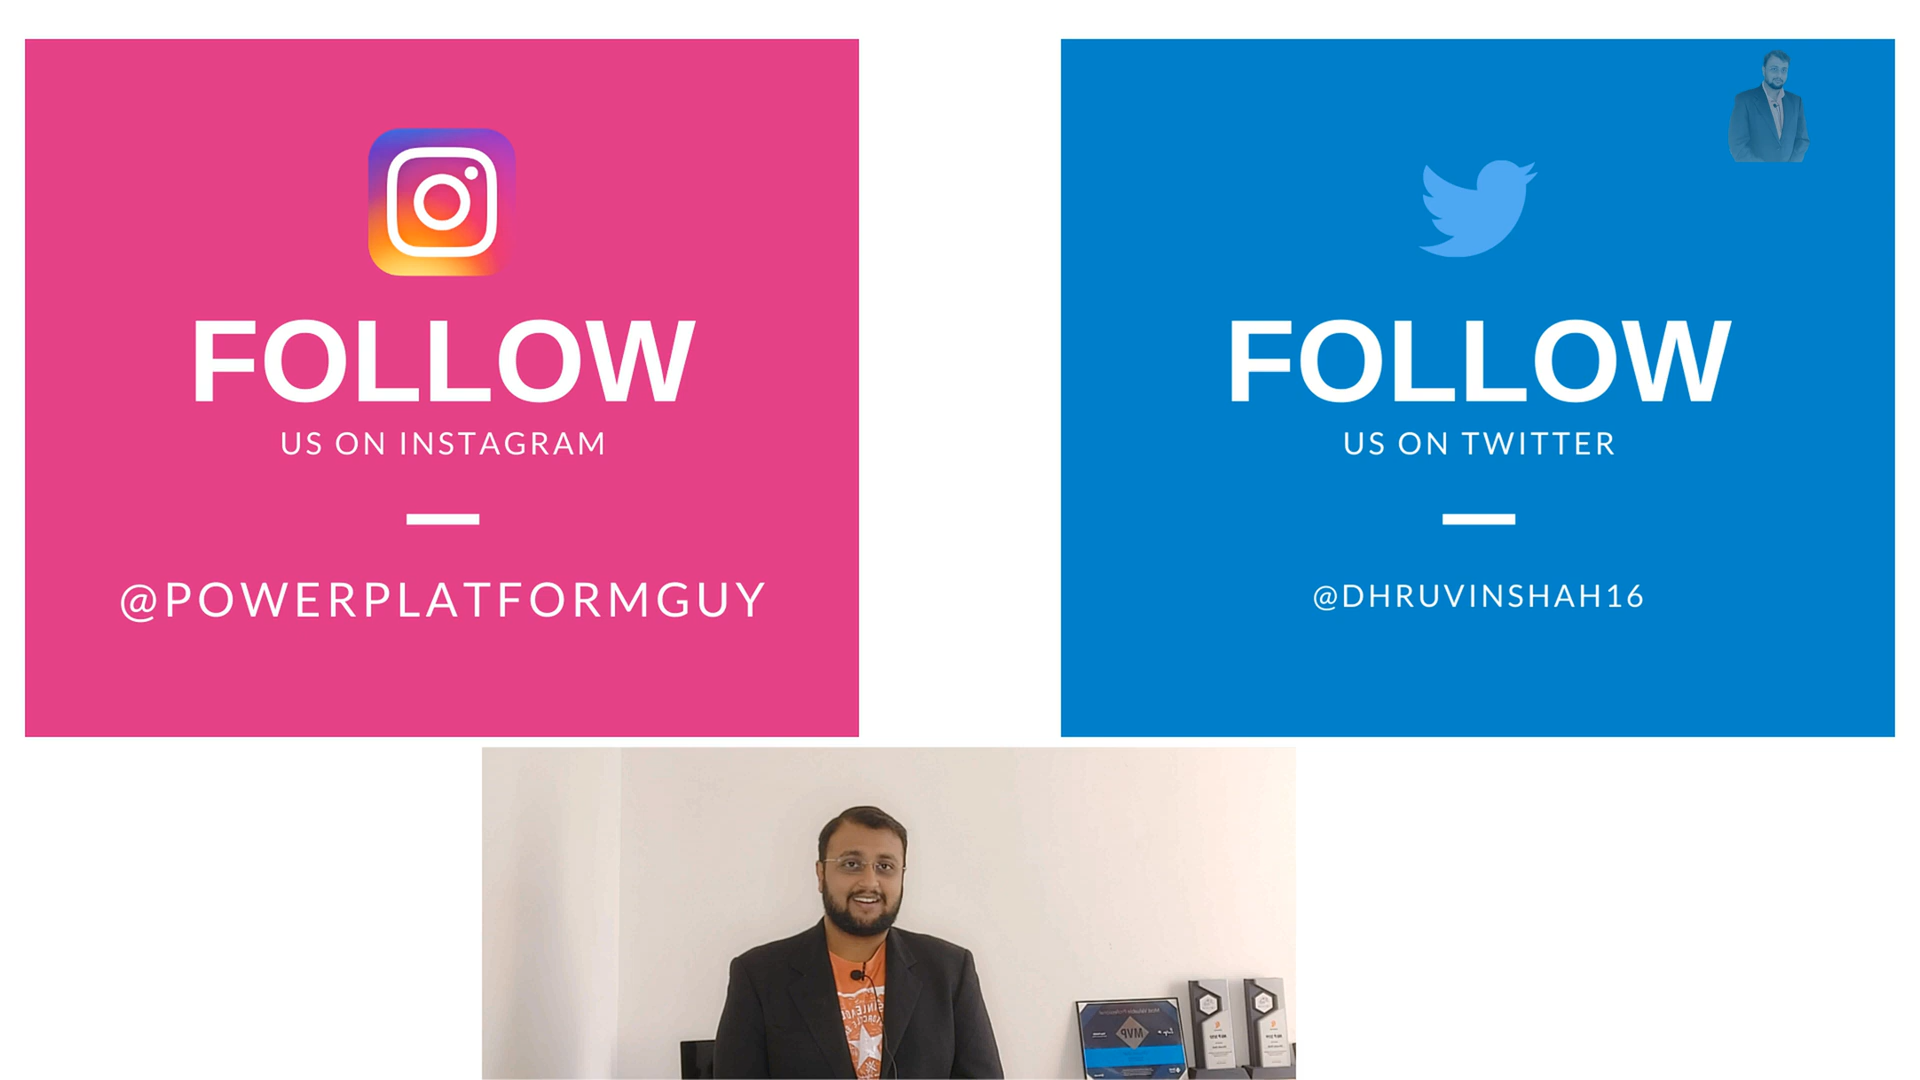 FOLLOW
US ON INSTAGRAM
@POWERPLATFORMGUY
FOLLOW
US ON TWITTER
@DHRUVINSHAH16
MVP